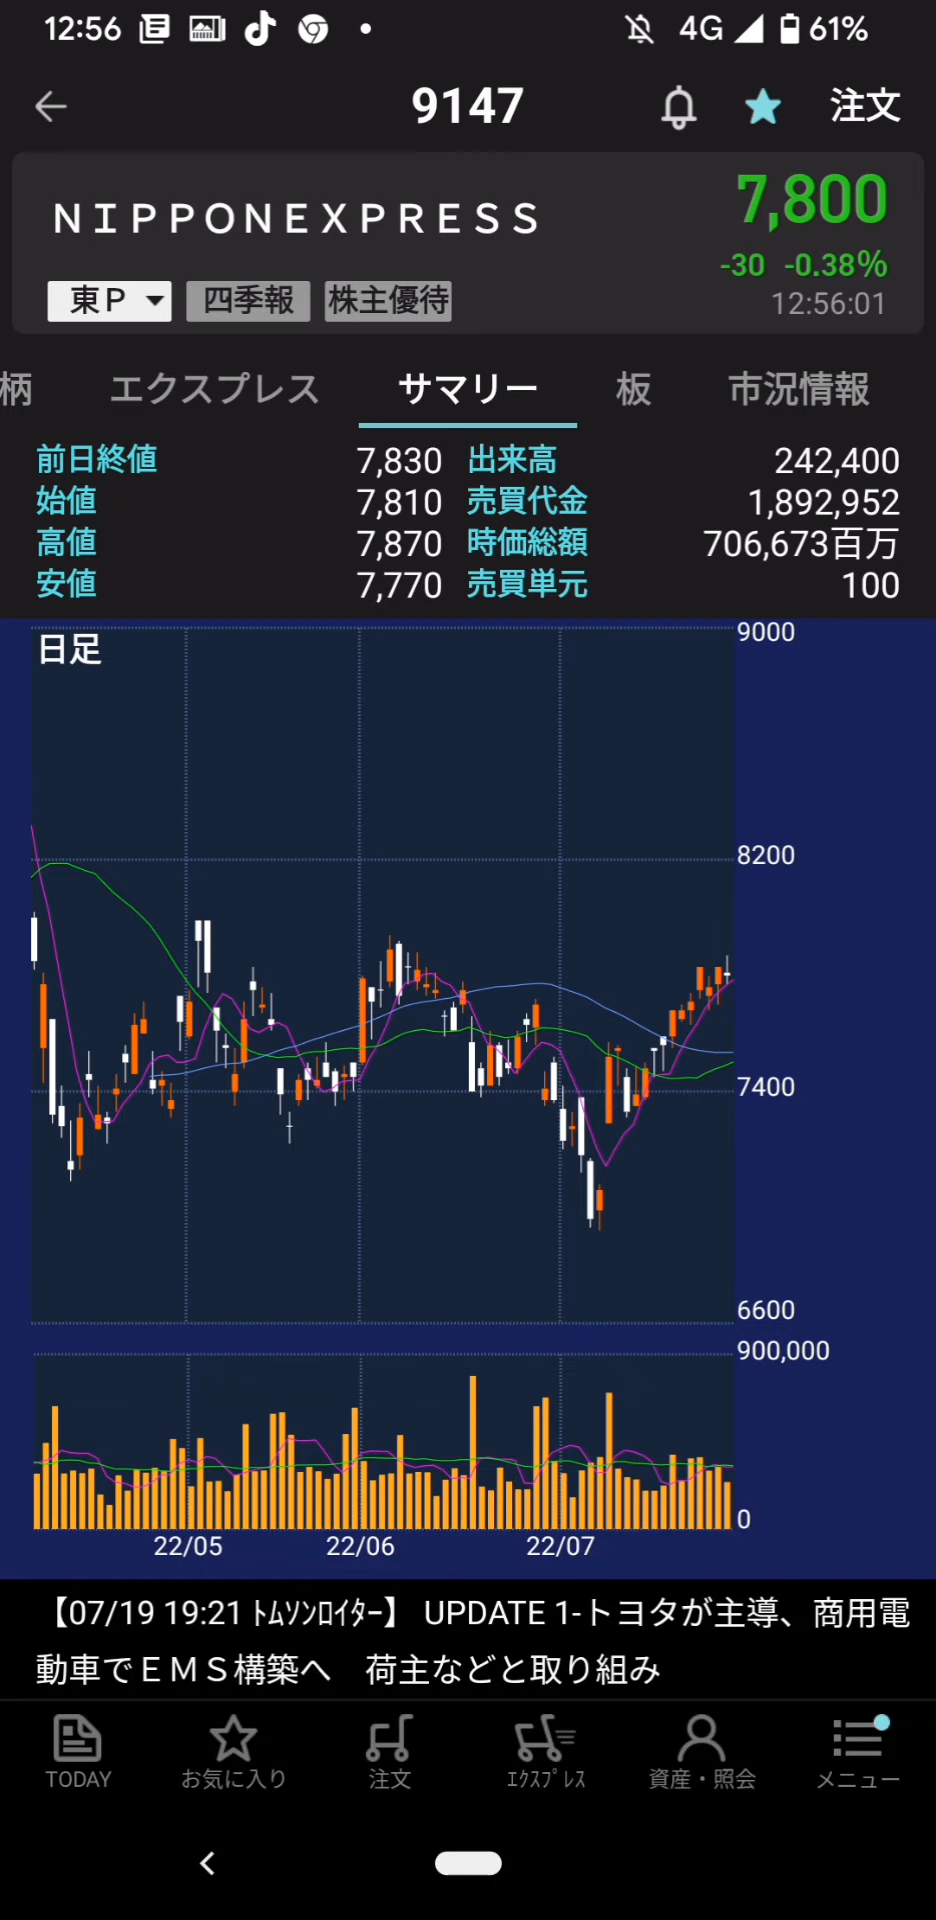 12:56 4G 61%
9147 注文
ＮＩＰＰＯＮＥＸＰＲＥＳＳ 7,800
-30 -0.38%
東Ｐ 四季報 株主優待 12:56:01
柄 エクスプレス サマリー 板 市況情報
前日終値 7,830 出来高 242,400
始値 7,810 売買代金 1,892,952
高値 7,870 時価総額 706,673百万
安値 7,770 売買単元 100
日足
9000
8200
7400
6600
900,000
0
22/05 22/06 22/07
【07/19 19:21 ﾄﾑｿﾝﾛｲﾀｰ】 UPDATE 1-トヨタが主導、商用電
動車でＥＭＳ構築へ　荷主などと取り組み
TODAY お気に入り 注文 ｴｸｽﾌﾟﾚｽ 資産・照会 メニュー